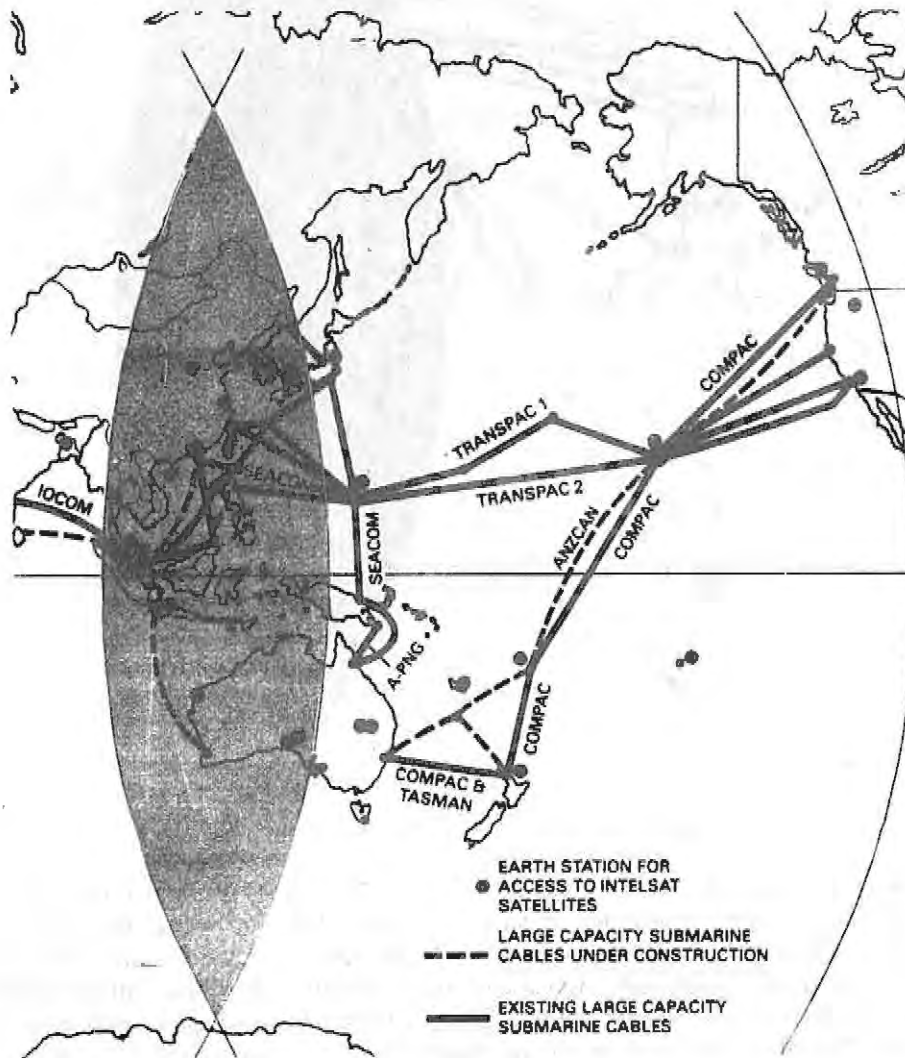 COMPAC
TRANSPAC 1
SEACOM
TRANSPAC 2
IOCOM
ANZCAN
COMPAC
SEACOM
A-PNG
COMPAC
COMPAC &
TASMAN
EARTH STATION FOR
ACCESS TO INTELSAT
SATELLITES
LARGE CAPACITY SUBMARINE
CABLES UNDER CONSTRUCTION
EXISTING LARGE CAPACITY
SUBMARINE CABLES